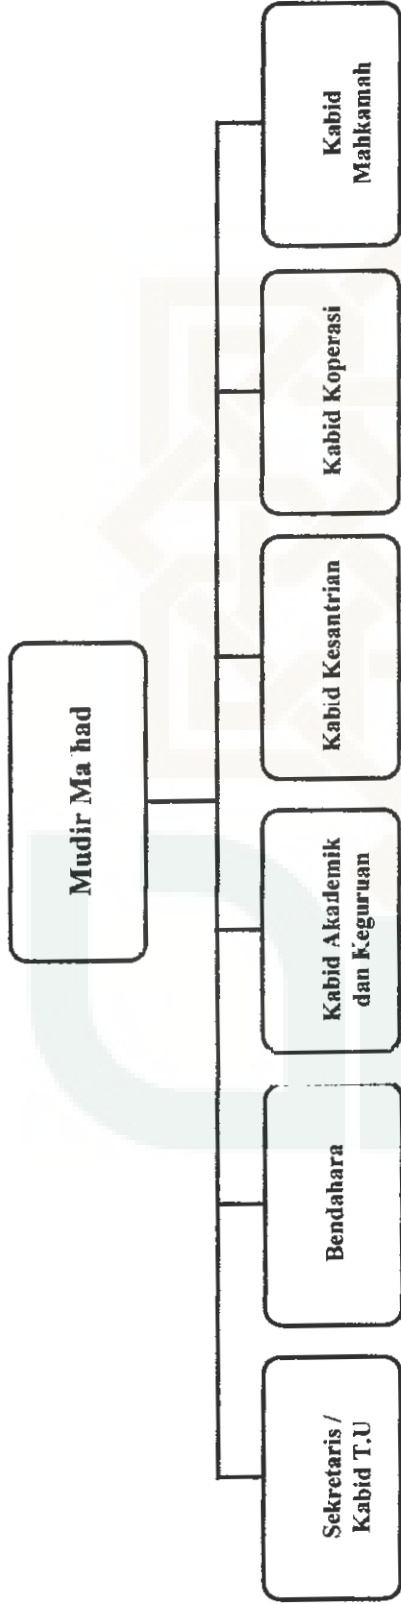 Mudir Ma'had
Sekretaris /
Kabid T.U
Bendahara
Kabid Akademik
dan Keguruan
Kabid Kesantrian
Kabid Koperasi
Kabid
Mahkamah